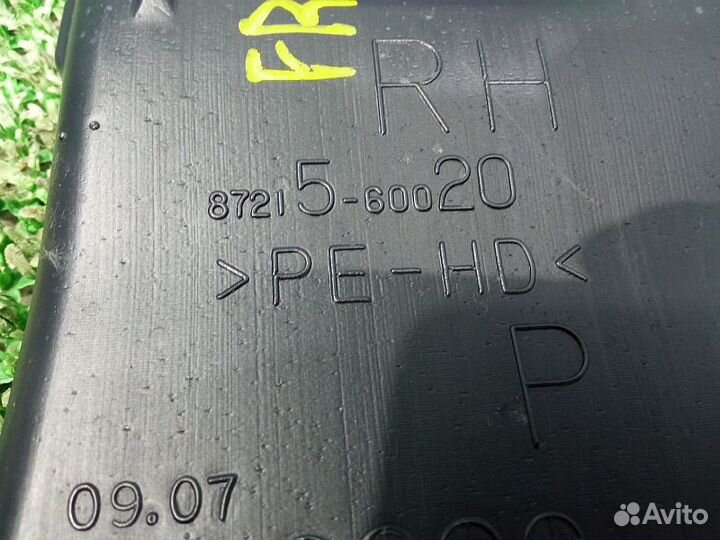 FR
RH
87215-60020
>PE-HD<
P
09.07
Avito